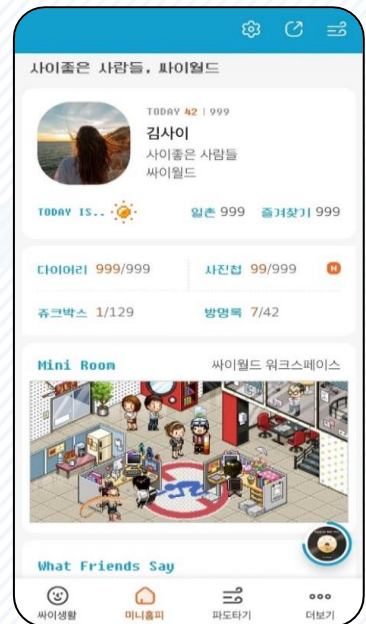 사이좋은 사람들, 싸이월드
TODAY 42 | 999
김사이
사이좋은 사람들
싸이월드
TODAY IS..
일촌 999 즐겨찾기 999
다이어리 999/999 사진첩 99/999 N
쥬크박스 1/129 방명록 7/42
Mini Room 싸이월드 워크스페이스
What Friends Say
싸이생활 미니홈피 파도타기 더보기